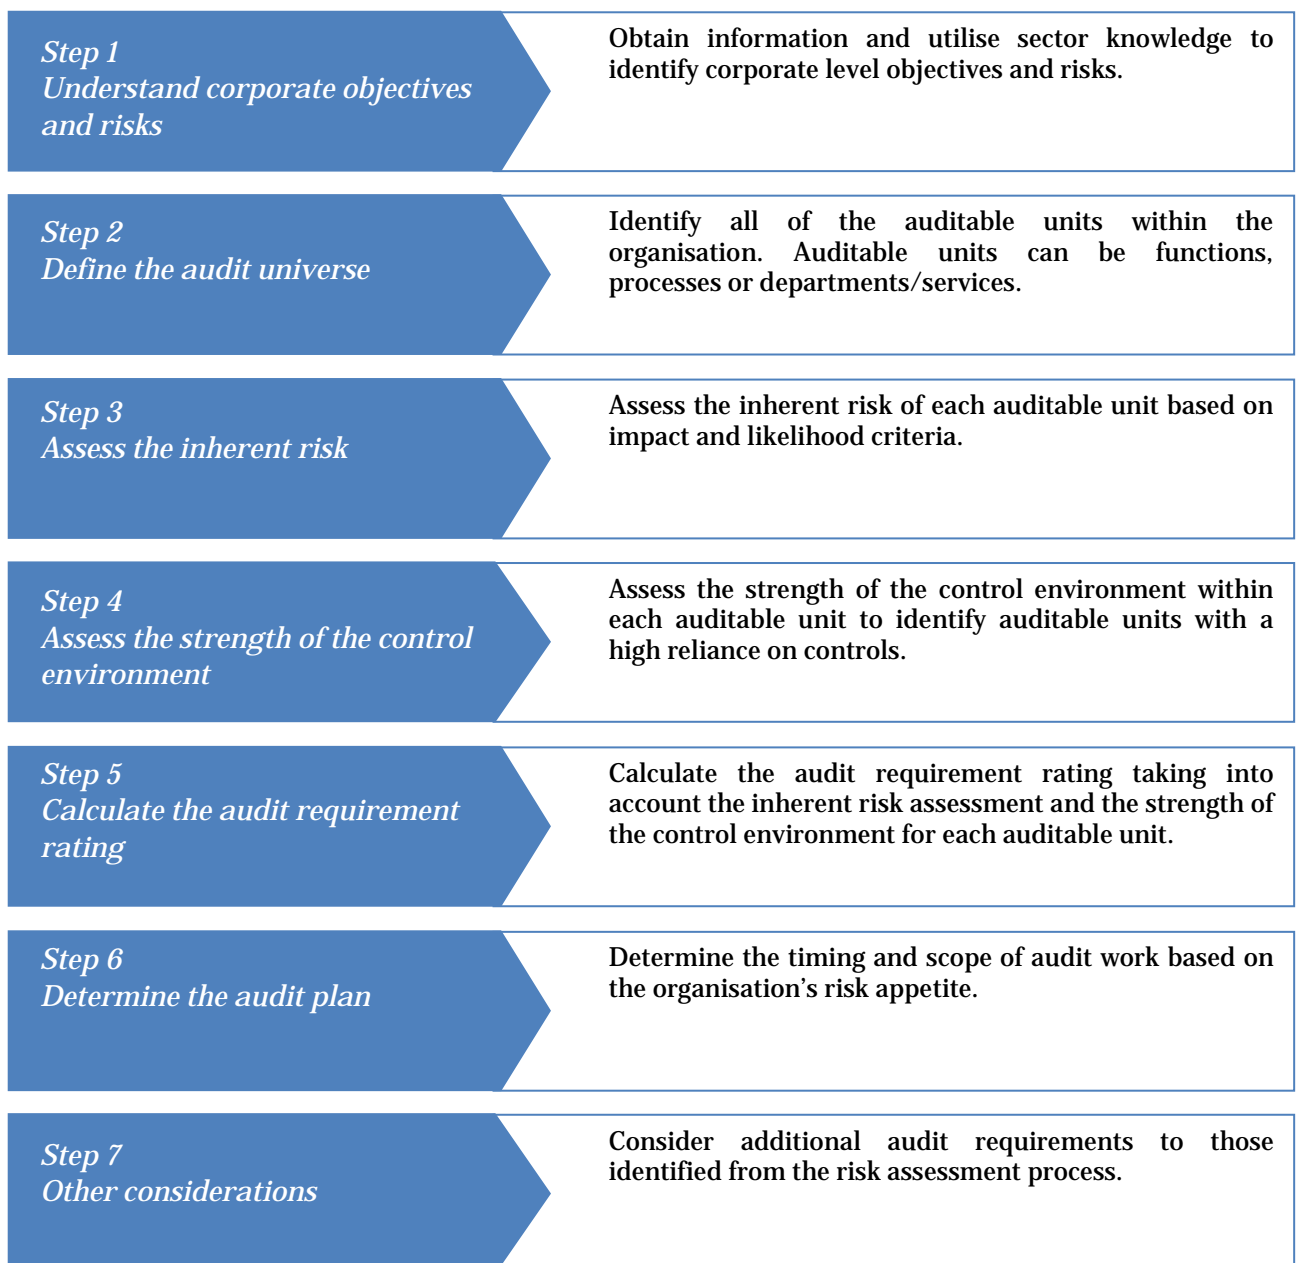 Step 1
Understand corporate objectives
and risks
Obtain information and utilise sector knowledge to
identify corporate level objectives and risks.
Step 2
Define the audit universe
Identify all of the auditable units within the
organisation. Auditable units can be functions,
processes or departments/services.
Step 3
Assess the inherent risk
Assess the inherent risk of each auditable unit based on
impact and likelihood criteria.
Step 4
Assess the strength of the control
environment
Assess the strength of the control environment within
each auditable unit to identify auditable units with a
high reliance on controls.
Step 5
Calculate the audit requirement
rating
Calculate the audit requirement rating taking into
account the inherent risk assessment and the strength of
the control environment for each auditable unit.
Step 6
Determine the audit plan
Determine the timing and scope of audit work based on
the organisation’s risk appetite.
Step 7
Other considerations
Consider additional audit requirements to those
identified from the risk assessment process.